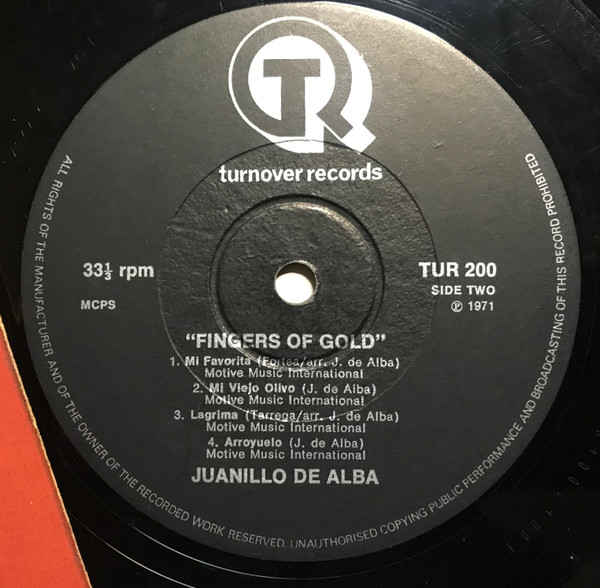 TR
turnover records
33⅓ rpm
MCPS
TUR 200
SIDE TWO
℗ 1971
"FINGERS OF GOLD"
1. Mi Favorita (Fortea/arr. J. de Alba)
Motive Music International
2. Mi Viejo Olivo (J. de Alba)
Motive Music International
3. Lagrima (Tarrega/arr. J. de Alba)
Motive Music International
4. Arroyuelo (J. de Alba)
Motive Music International
JUANILLO DE ALBA
ALL RIGHTS OF THE MANUFACTURER AND OF THE OWNER OF THE RECORDED WORK RESERVED. UNAUTHORISED COPYING PUBLIC PERFORMANCE AND BROADCASTING OF THIS RECORD PROHIBITED